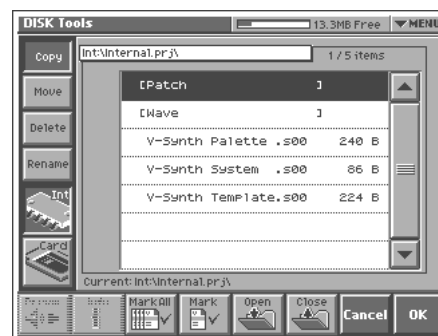 DISK Tools 13.3MB Free ▼MENU
Copy
Int:\Internal.prj\ 1/5 items
Move
Delete
Rename
Int
Card
[Patch ]
[Wave ]
V-Synth Palette .s00 240 B
V-Synth System .s00 86 B
V-Synth Template.s00 224 B
Current: Int:\Internal.prj\
Mark All
Mark
Open
Close
Cancel
OK